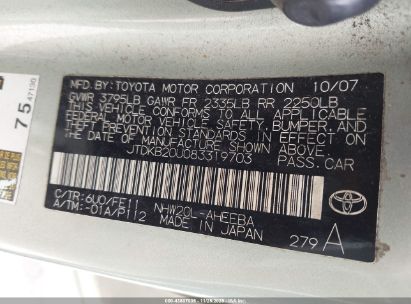 MFD. BY: TOYOTA MOTOR CORPORATION 10/07
GVWR 3795LB GAWR FR 2335LB RR 2250LB
THIS VEHICLE CONFORMS TO ALL APPLICABLE
FEDERAL MOTOR VEHICLE SAFETY, BUMPER, AND
THEFT PREVENTION STANDARDS IN EFFECT ON
THE DATE OF MANUFACTURE SHOWN ABOVE.
JTDKB20U083319703 PASS-CAR
C/TR: 6U0/FE11 NHW20L-AHEEBA
A/TM: -01A/P112 MADE IN JAPAN
TOYOTA
279 A
75
47130